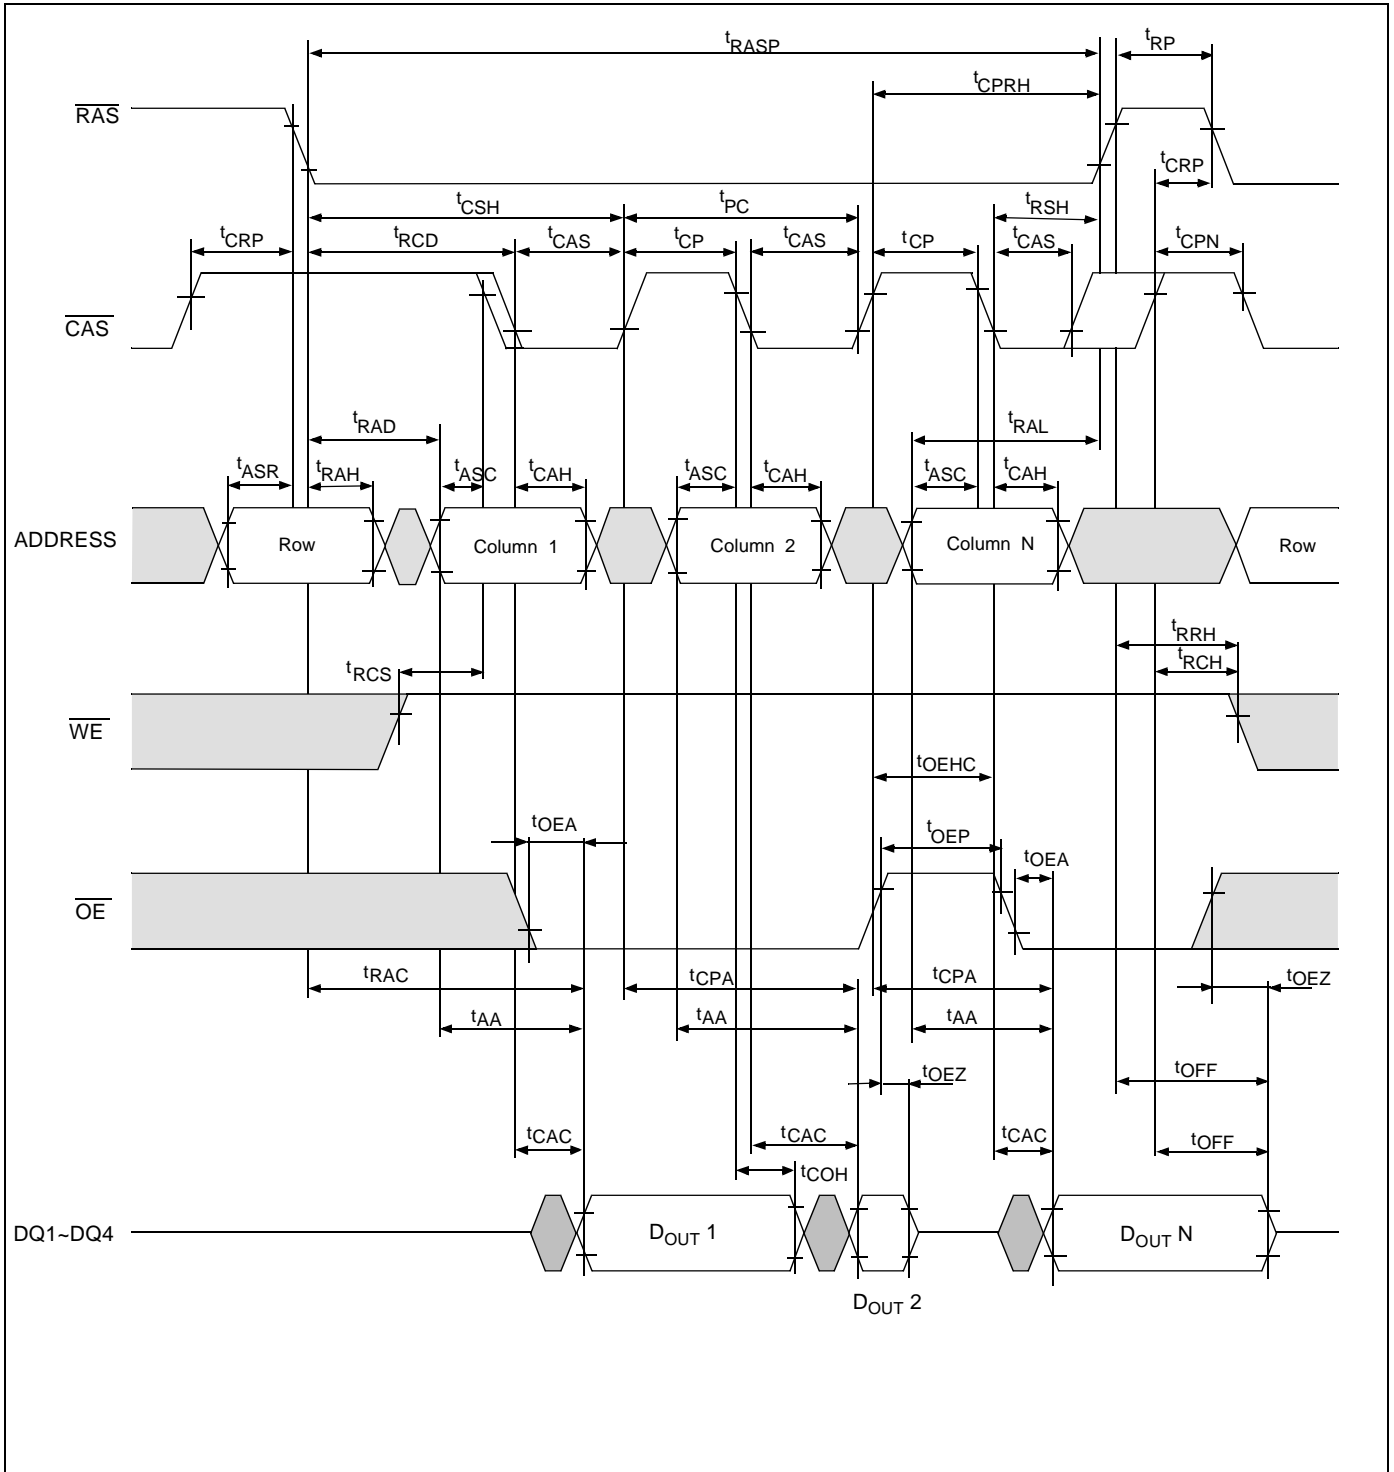 tRASP
tRP
tCPRH
RAS
tCRP
tCSH
tPC
tRSH
tCRP
tRCD
tCAS
tCP
tCAS
tCP
tCAS
tCPN
CAS
tRAD
tRAL
tASR
tRAH
tASC
tCAH
tASC
tCAH
tASC
tCAH
ADDRESS
Row
Column 1
Column 2
Column N
Row
tRRH
tRCS
tRCH
WE
tOEHC
tOEA
tOEP
tOEA
OE
tRAC
tCPA
tCPA
tOEZ
tAA
tAA
tAA
tOEZ
tOFF
tCAC
tCAC
tCAC
tOFF
tCOH
DQ1~DQ4
DOUT 1
DOUT N
DOUT 2